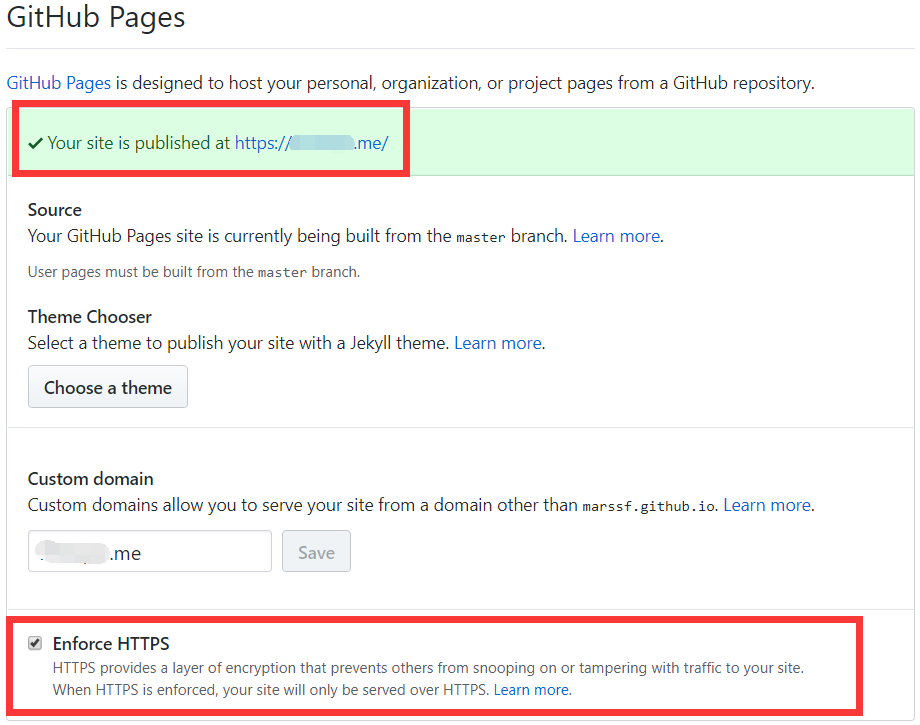 GitHub Pages
GitHub Pages is designed to host your personal, organization, or project pages from a GitHub repository.
Your site is published at https:// .me/
Source
Your GitHub Pages site is currently being built from the master branch. Learn more.
User pages must be built from the master branch.
Theme Chooser
Select a theme to publish your site with a Jekyll theme. Learn more.
Choose a theme
Custom domain
Custom domains allow you to serve your site from a domain other than marssf.github.io. Learn more.
.me Save
Enforce HTTPS
HTTPS provides a layer of encryption that prevents others from snooping on or tampering with traffic to your site.
When HTTPS is enforced, your site will only be served over HTTPS. Learn more.